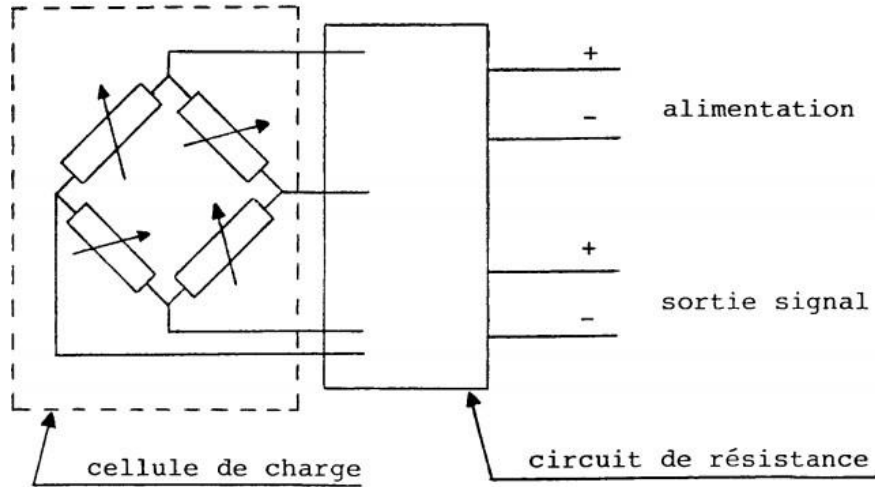 +
alimentation
-
+
sortie signal
-
cellule de charge
circuit de résistance